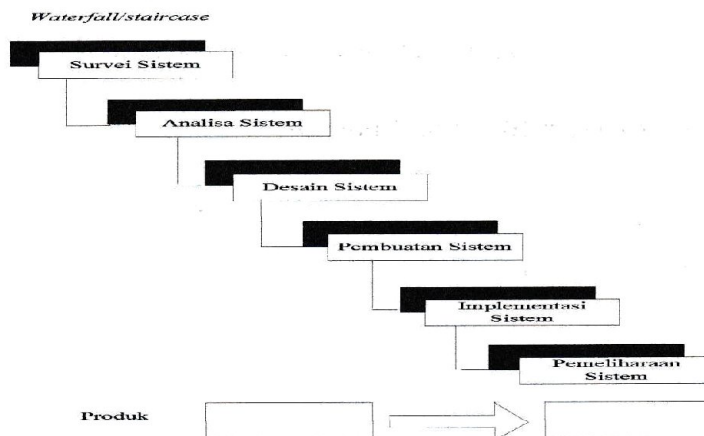 Waterfall/staircase
Survei Sistem
Analisa Sistem
Desain Sistem
Pembuatan Sistem
Implementasi
Sistem
Pemeliharaan
Sistem
Produk